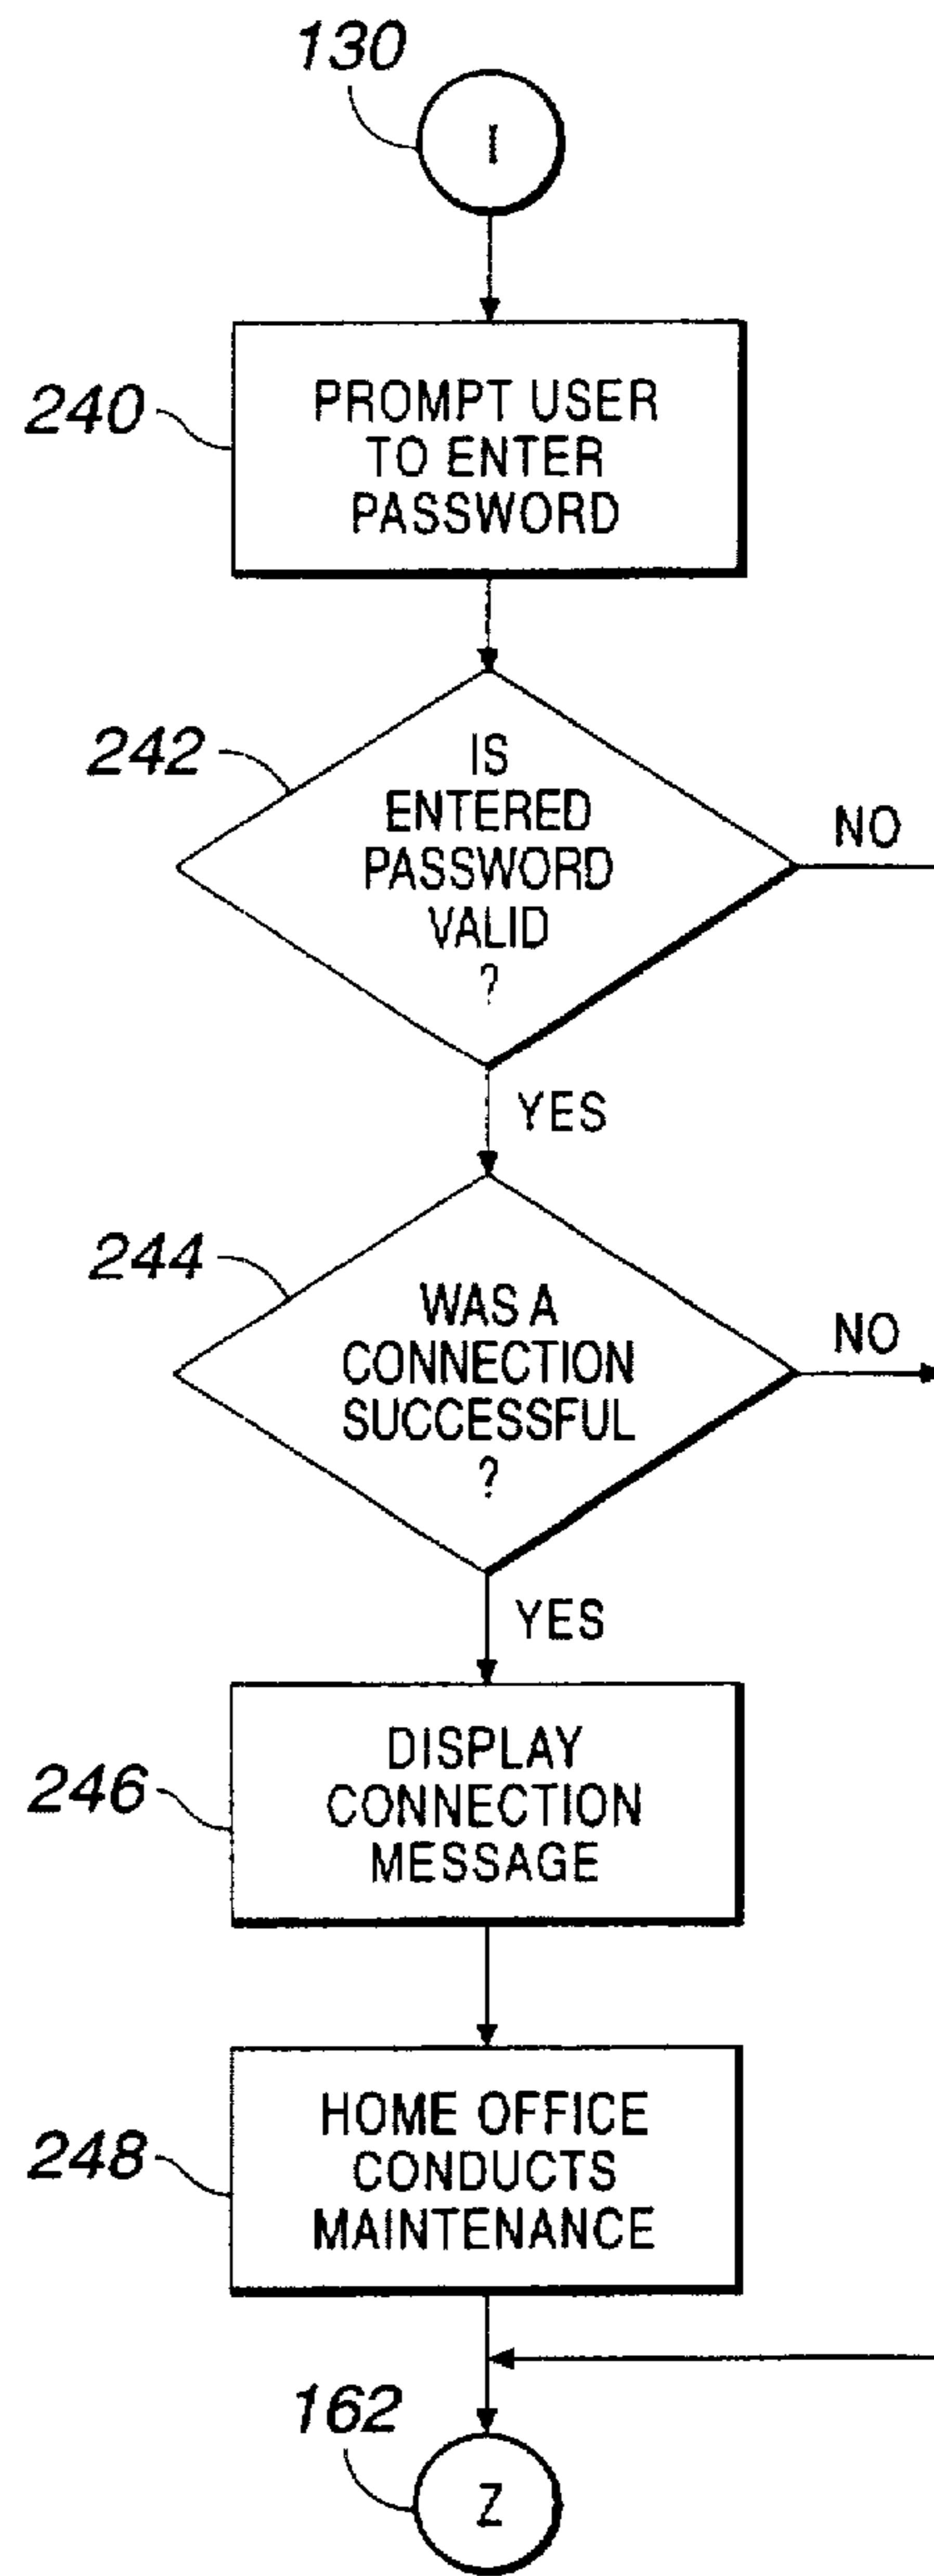 130
I
240
PROMPT USER
TO ENTER
PASSWORD
242
IS
ENTERED
PASSWORD
VALID
?
NO
YES
244
WAS A
CONNECTION
SUCCESSFUL
?
NO
YES
246
DISPLAY
CONNECTION
MESSAGE
248
HOME OFFICE
CONDUCTS
MAINTENANCE
162
Z